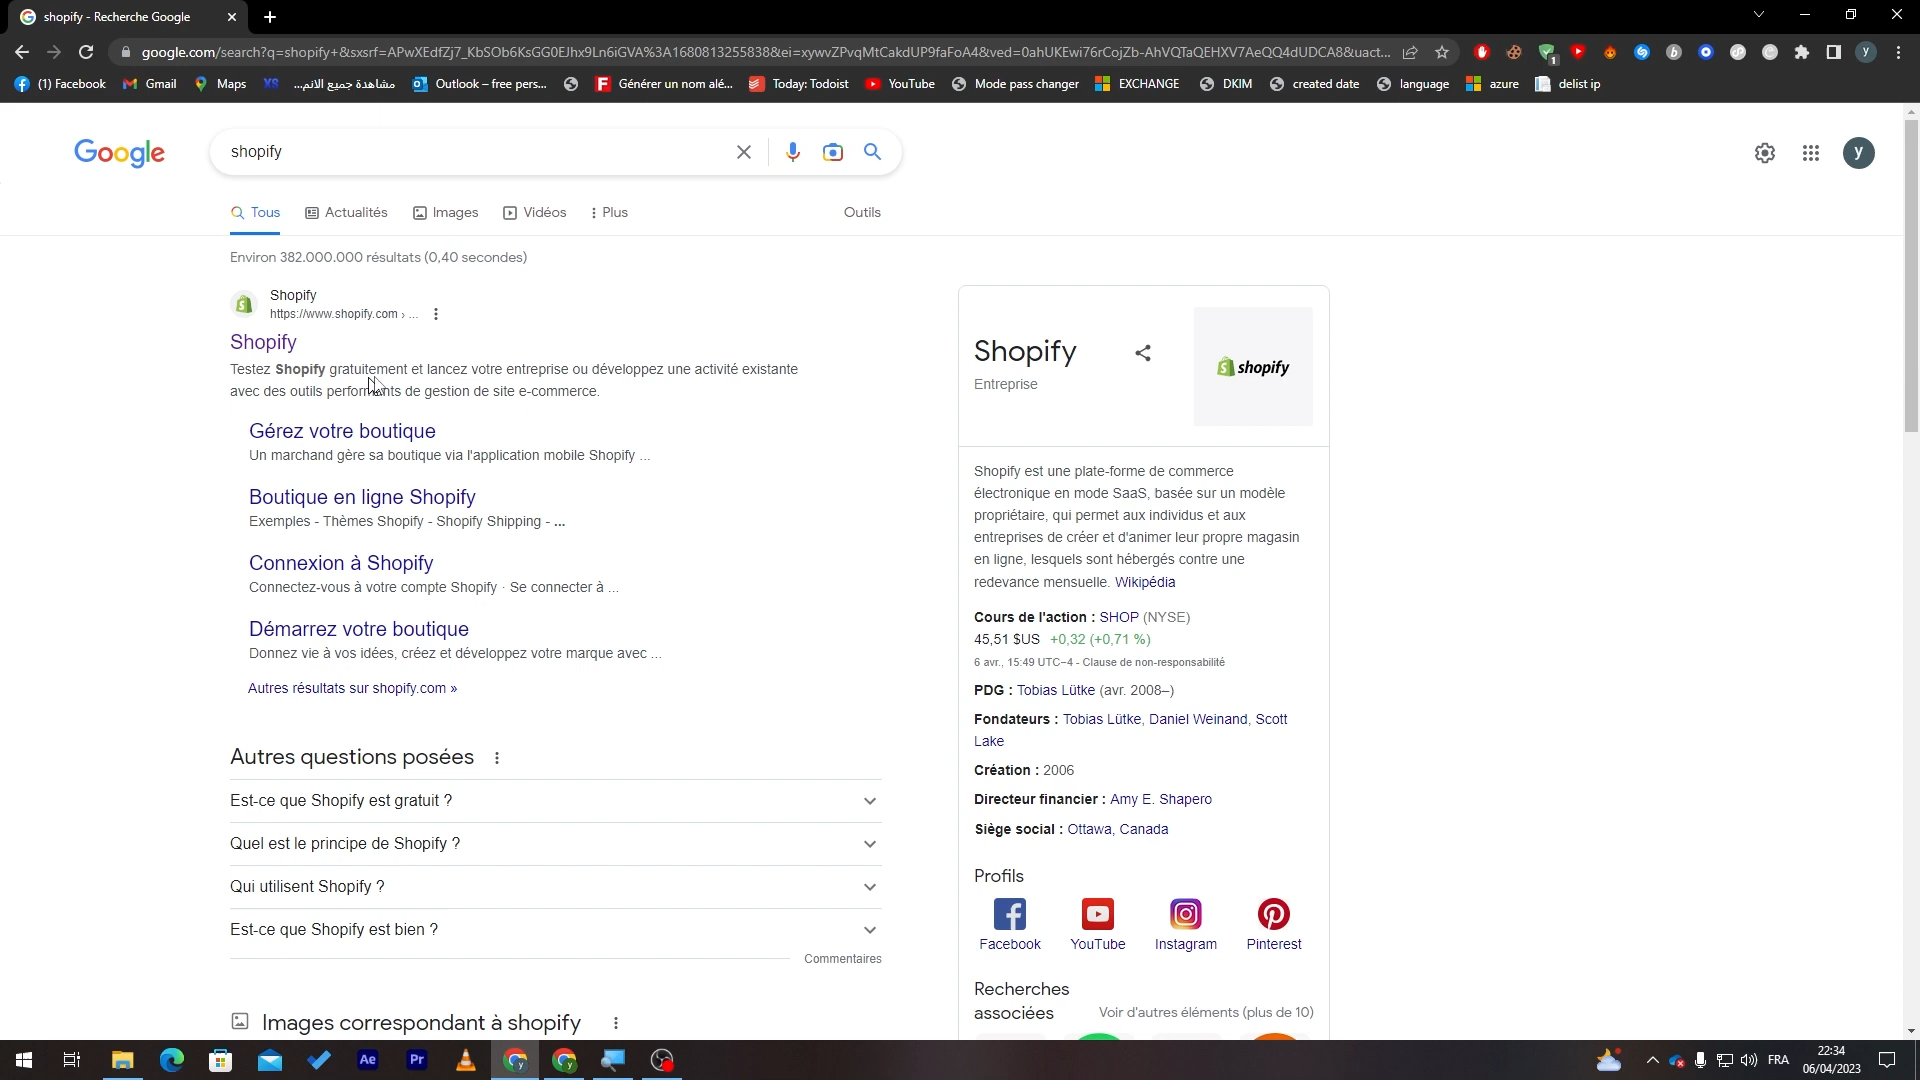 shopify - Recherche Google
google.com/search?q=shopify+&sxsrf=APwXEdfZj7_KbSOb6KsGG0EJhx9Ln6iGVA%3A1680813255838&ei=xywvZPvqMtCakdUP9faFoA4&ved=0ahUKEwi76rCojZb-AhVQTaQEHXV7AeQQ4dUDCA8&uact...
(1) Facebook
Gmail
Maps
XS
مشاهدة جميع الانم...
Outlook – free pers...
Générer un nom alé...
Today: Todoist
YouTube
Mode pass changer
EXCHANGE
DKIM
created date
language
azure
delist ip
Google
shopify
y
Tous
Actualités
Images
Vidéos
Plus
Outils
Environ 382.000.000 résultats (0,40 secondes)
Shopify
https://www.shopify.com › ...
Shopify
Testez Shopify gratuitement et lancez votre entreprise ou développez une activité existante
avec des outils performants de gestion de site e-commerce.
Gérez votre boutique
Un marchand gère sa boutique via l'application mobile Shopify ...
Boutique en ligne Shopify
Exemples - Thèmes Shopify - Shopify Shipping - ...
Connexion à Shopify
Connectez-vous à votre compte Shopify · Se connecter à ...
Démarrez votre boutique
Donnez vie à vos idées, créez et développez votre marque avec ...
Autres résultats sur shopify.com »
Autres questions posées
Est-ce que Shopify est gratuit ?
Quel est le principe de Shopify ?
Qui utilisent Shopify ?
Est-ce que Shopify est bien ?
Commentaires
Images correspondant à shopify
Shopify
Entreprise
shopify
Shopify est une plate-forme de commerce
électronique en mode SaaS, basée sur un modèle
propriétaire, qui permet aux individus et aux
entreprises de créer et d'animer leur propre magasin
en ligne, lesquels sont hébergés contre une
redevance mensuelle. Wikipédia
Cours de l'action : SHOP (NYSE)
45,51 $US +0,32 (+0,71 %)
6 avr., 15:49 UTC−4 - Clause de non-responsabilité
PDG : Tobias Lütke (avr. 2008–)
Fondateurs : Tobias Lütke, Daniel Weinand, Scott
Lake
Création : 2006
Directeur financier : Amy E. Shapero
Siège social : Ottawa, Canada
Profils
Facebook
YouTube
Instagram
Pinterest
Recherches
associées
Voir d'autres éléments (plus de 10)
Ae
Pr
FRA
22:34
06/04/2023